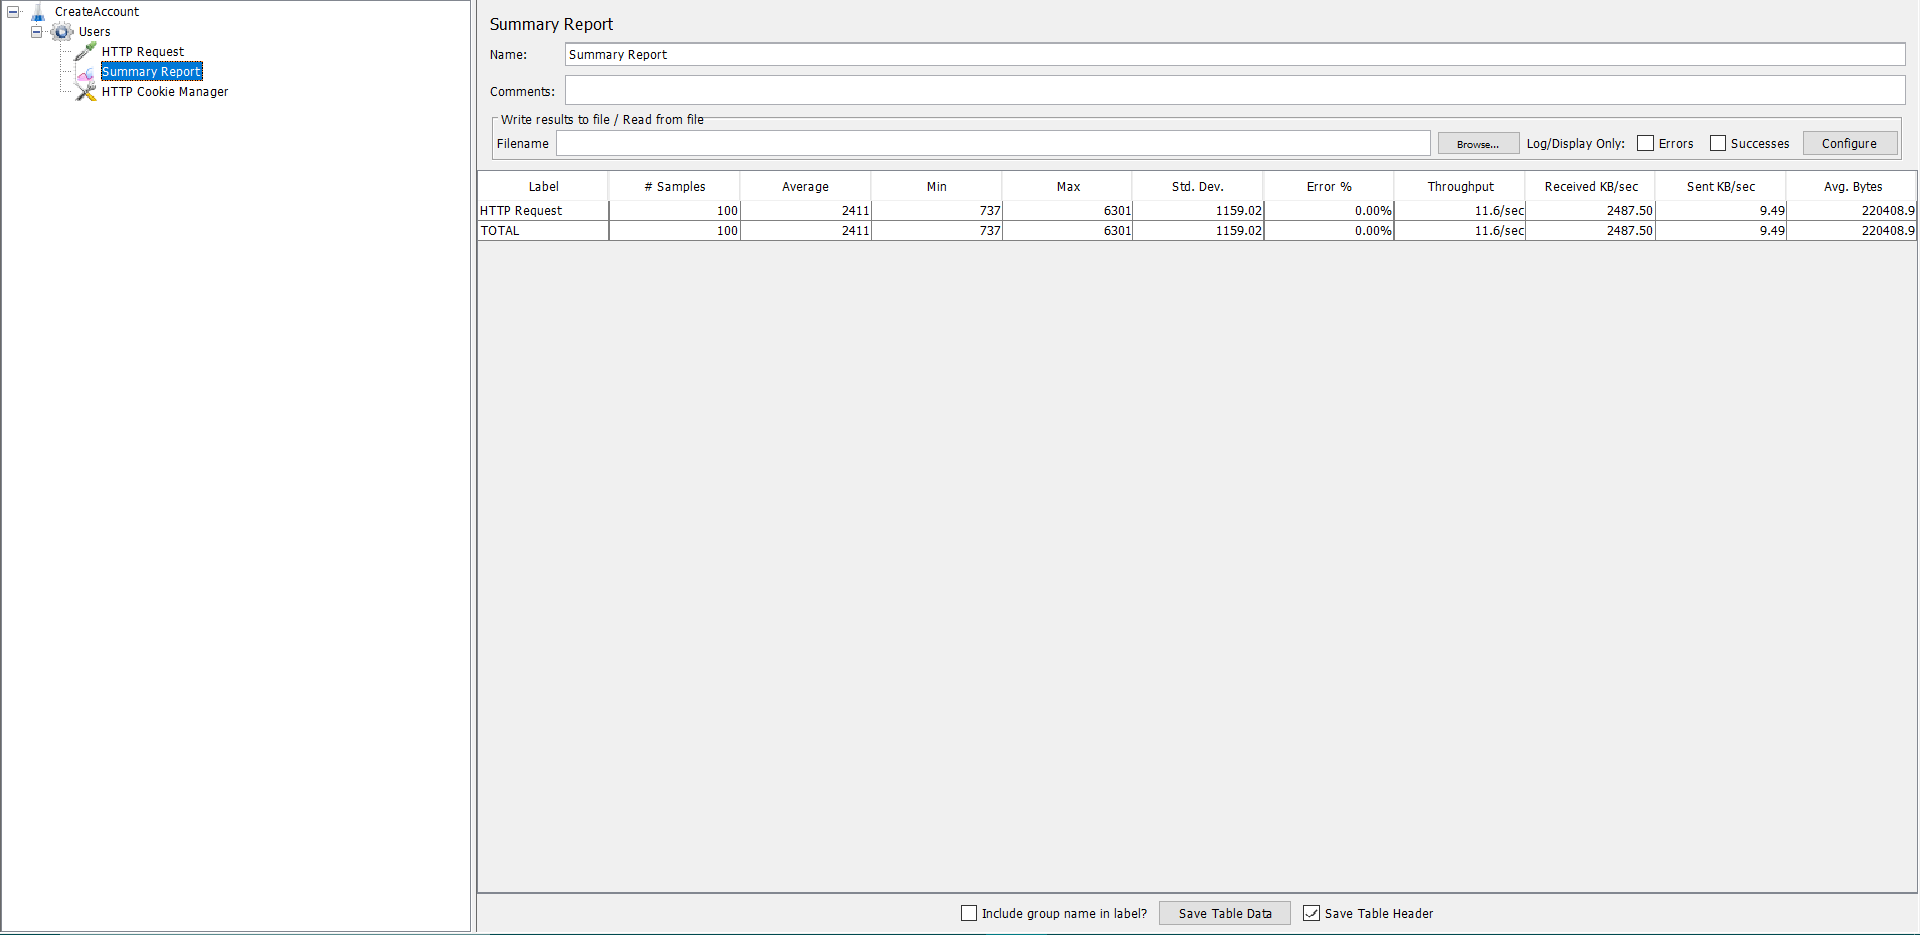 CreateAccount
Users
HTTP Request
Summary Report
HTTP Cookie Manager
Summary Report
Name: Summary Report
Comments:
Write results to file / Read from file
Filename Browse... Log/Display Only: Errors Successes Configure
Label # Samples Average Min Max Std. Dev. Error % Throughput Received KB/sec Sent KB/sec Avg. Bytes
HTTP Request 100 2411 737 6301 1159.02 0.00% 11.6/sec 2487.50 9.49 220408.9
TOTAL 100 2411 737 6301 1159.02 0.00% 11.6/sec 2487.50 9.49 220408.9
Include group name in label? Save Table Data Save Table Header